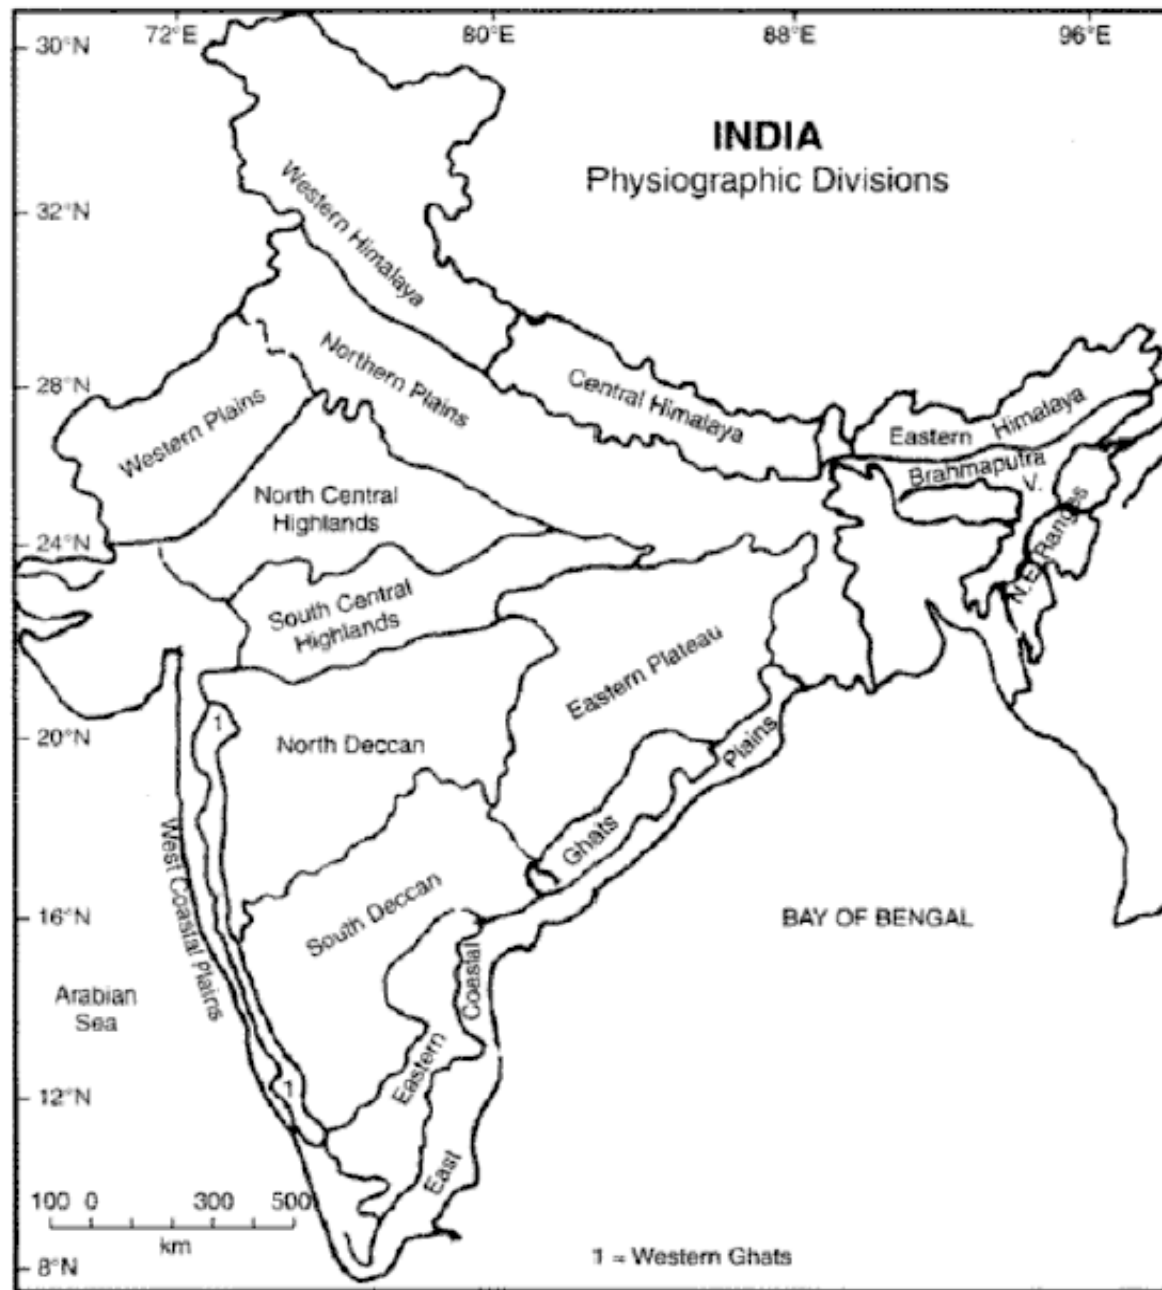 72°E
80°E
88°E
96°E
30°N
INDIA
Physiographic Divisions
32°N
Western Himalaya
Northern Plains
28°N
Central Himalaya
Western Plains
Eastern Himalaya
Brahmaputra
V.
North Central
Highlands
24°N
N.E. Ranges
South Central
Highlands
Eastern Plateau
20°N
1
North Deccan
Plains
Ghats
West Coastal Plains
South Deccan
16°N
BAY OF BENGAL
Coastal
Arabian
Sea
Eastern
1
12°N
East
100 0 300 500
km
1 = Western Ghats
8°N